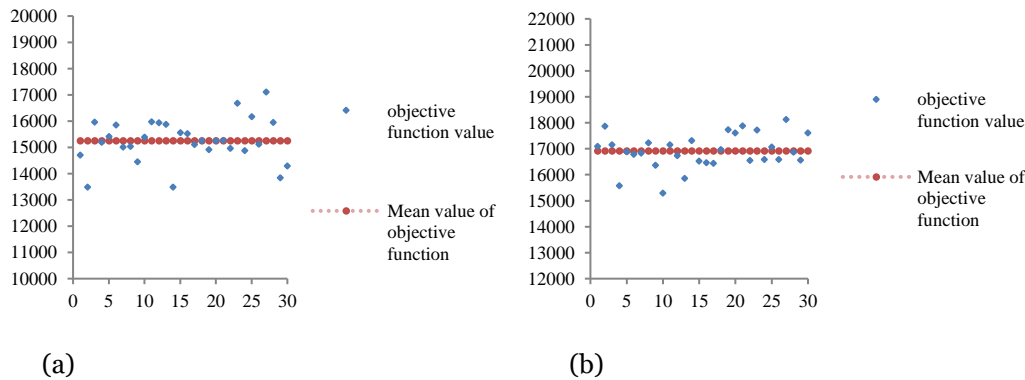 20000
19000
18000
17000
16000
15000
14000
13000
12000
11000
10000
0 5 10 15 20 25 30
objective
function value
Mean value of
objective
function
(a)
22000
21000
20000
19000
18000
17000
16000
15000
14000
13000
12000
0 5 10 15 20 25 30
objective
function value
Mean value of
objective
function
(b)